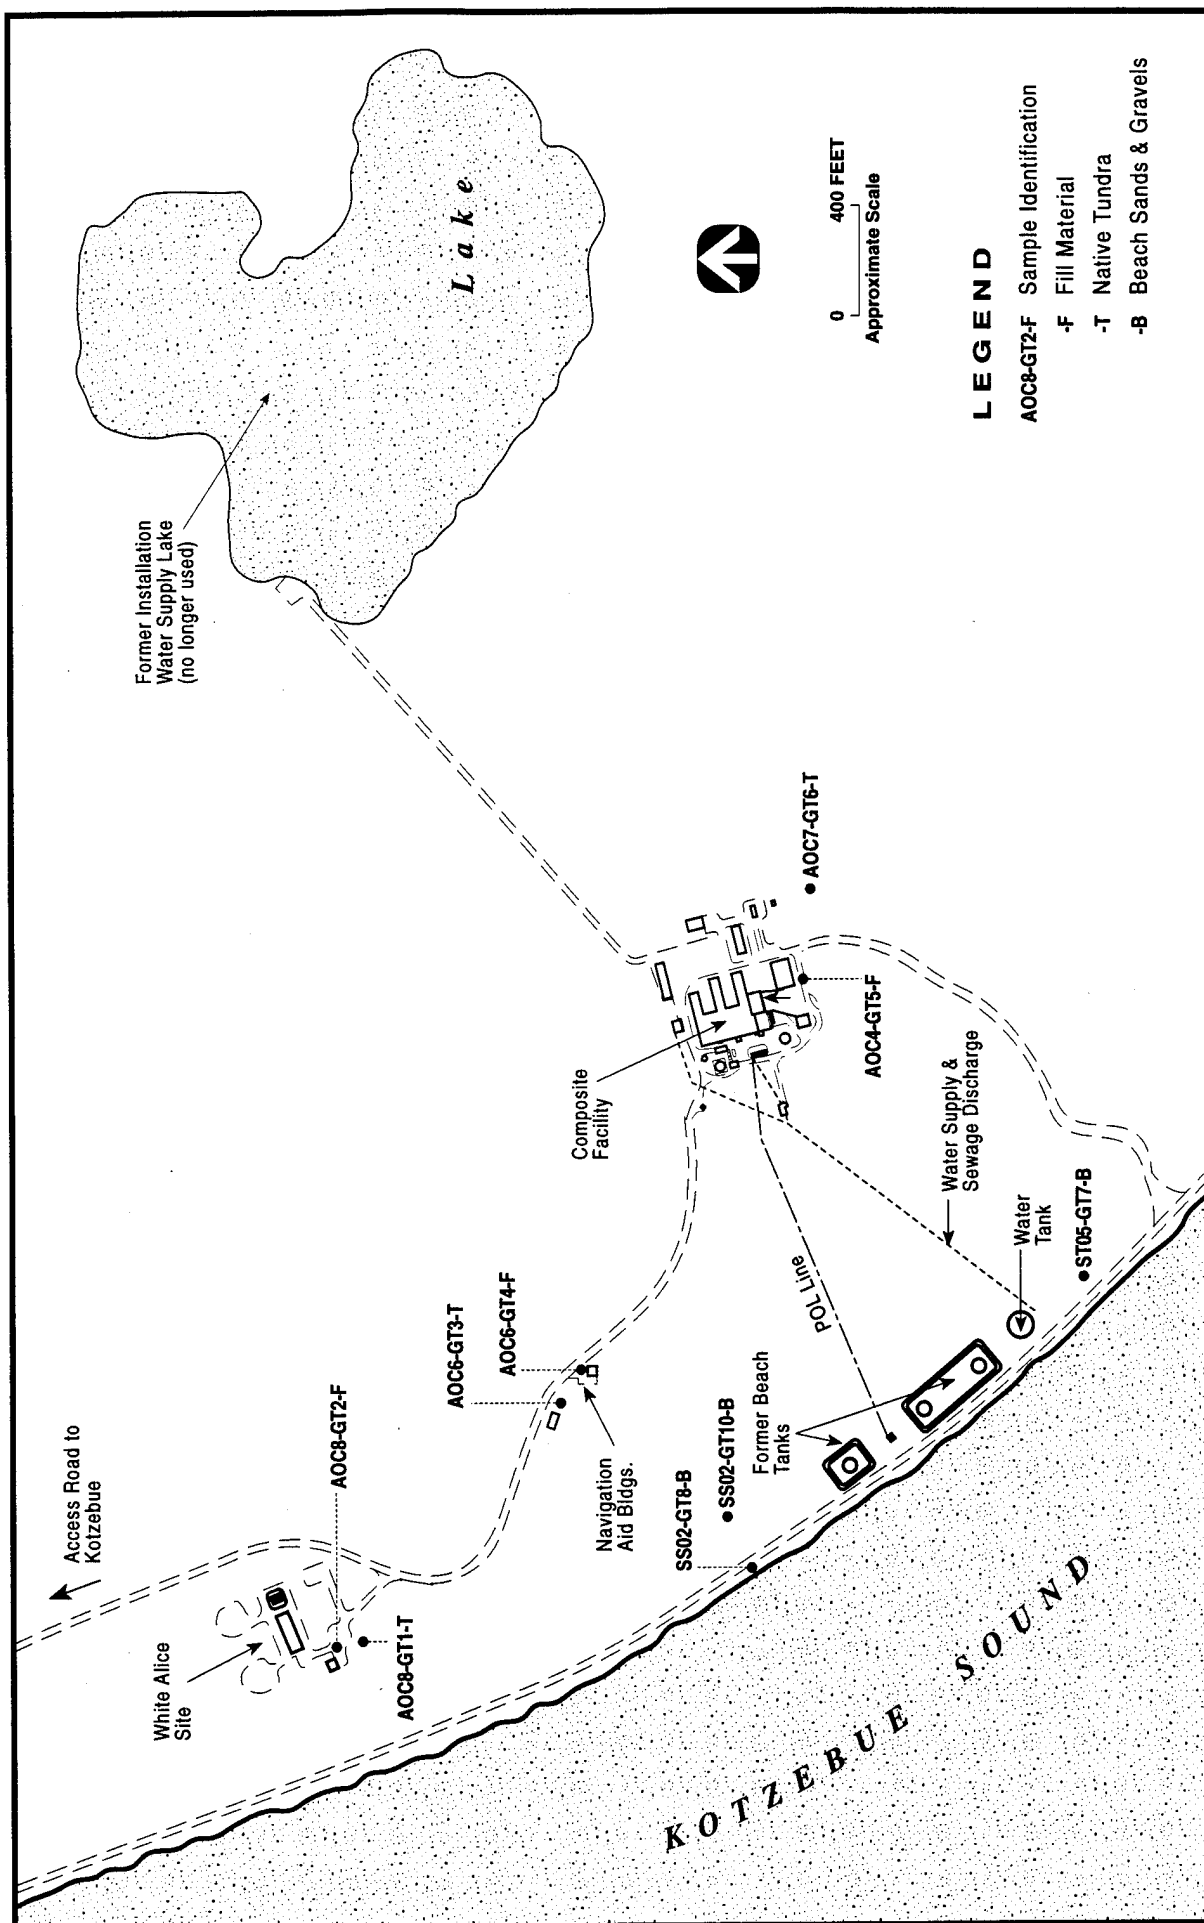 Access Road to
Kotzebue
White Alice
Site
AOC8-GT2-F
AOC8-GT1-T
AOC6-GT3-T
AOC6-GT4-F
Navigation
Aid Bldgs.
Former Installation
Water Supply Lake
(no longer used)
Lake
Composite
Facility
AOC7-GT6-T
AOC4-GT5-F
SS02-GT8-B
SS02-GT10-B
Former Beach
Tanks
POL Line
Water Supply &
Sewage Discharge
Water
Tank
ST05-GT7-B
KOTZEBUE SOUND
0 400 FEET
Approximate Scale
LEGEND
AOC8-GT2-F Sample Identification
-F Fill Material
-T Native Tundra
-B Beach Sands & Gravels